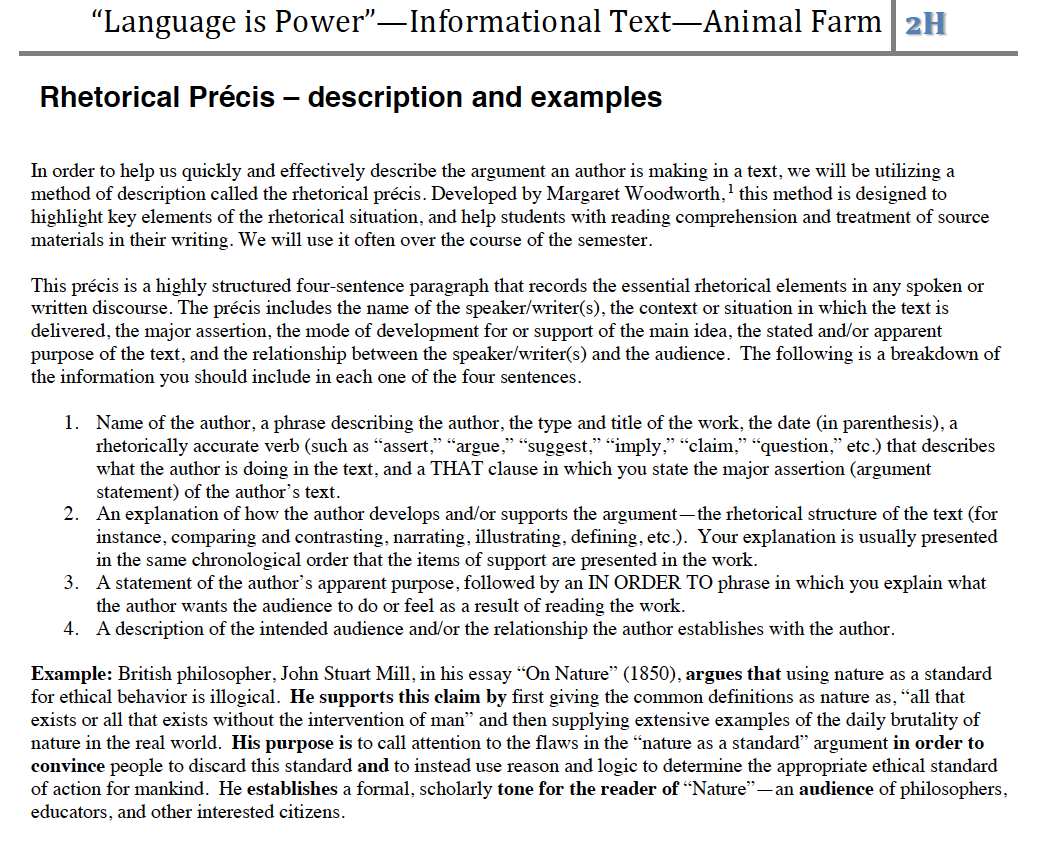 “Language is Power”—Informational Text—Animal Farm 2H
Rhetorical Précis – description and examples
In order to help us quickly and effectively describe the argument an author is making in a text, we will be utilizing a
method of description called the rhetorical précis. Developed by Margaret Woodworth,1 this method is designed to
highlight key elements of the rhetorical situation, and help students with reading comprehension and treatment of source
materials in their writing. We will use it often over the course of the semester.
This précis is a highly structured four-sentence paragraph that records the essential rhetorical elements in any spoken or
written discourse. The précis includes the name of the speaker/writer(s), the context or situation in which the text is
delivered, the major assertion, the mode of development for or support of the main idea, the stated and/or apparent
purpose of the text, and the relationship between the speaker/writer(s) and the audience. The following is a breakdown of
the information you should include in each one of the four sentences.
1. Name of the author, a phrase describing the author, the type and title of the work, the date (in parenthesis), a
rhetorically accurate verb (such as “assert,” “argue,” “suggest,” “imply,” “claim,” “question,” etc.) that describes
what the author is doing in the text, and a THAT clause in which you state the major assertion (argument
statement) of the author’s text.
2. An explanation of how the author develops and/or supports the argument—the rhetorical structure of the text (for
instance, comparing and contrasting, narrating, illustrating, defining, etc.). Your explanation is usually presented
in the same chronological order that the items of support are presented in the work.
3. A statement of the author’s apparent purpose, followed by an IN ORDER TO phrase in which you explain what
the author wants the audience to do or feel as a result of reading the work.
4. A description of the intended audience and/or the relationship the author establishes with the author.
Example: British philosopher, John Stuart Mill, in his essay “On Nature” (1850), argues that using nature as a standard
for ethical behavior is illogical. He supports this claim by first giving the common definitions as nature as, “all that
exists or all that exists without the intervention of man” and then supplying extensive examples of the daily brutality of
nature in the real world. His purpose is to call attention to the flaws in the “nature as a standard” argument in order to
convince people to discard this standard and to instead use reason and logic to determine the appropriate ethical standard
of action for mankind. He establishes a formal, scholarly tone for the reader of “Nature”—an audience of philosophers,
educators, and other interested citizens.